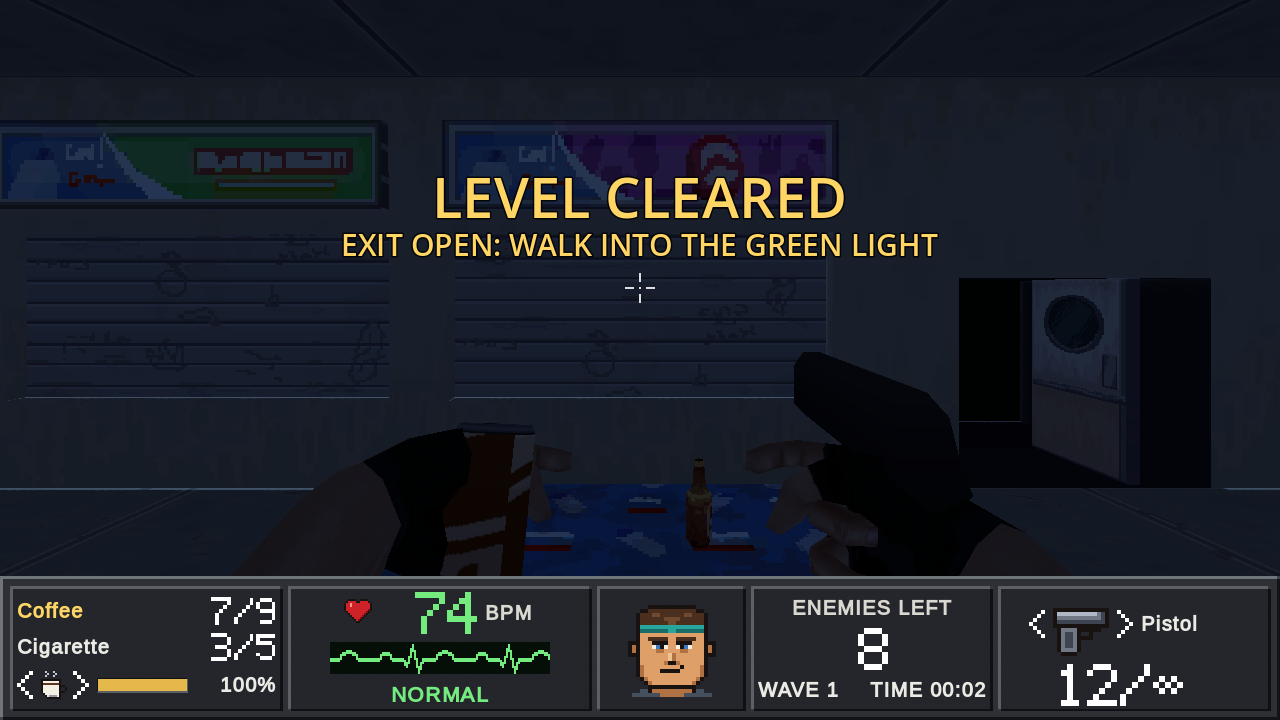 LEVEL CLEARED
EXIT OPEN: WALK INTO THE GREEN LIGHT
Coffee 7/9
Cigarette 3/5
100%
74 BPM
NORMAL
ENEMIES LEFT
8
WAVE 1 TIME 00:02
Pistol
12/∞